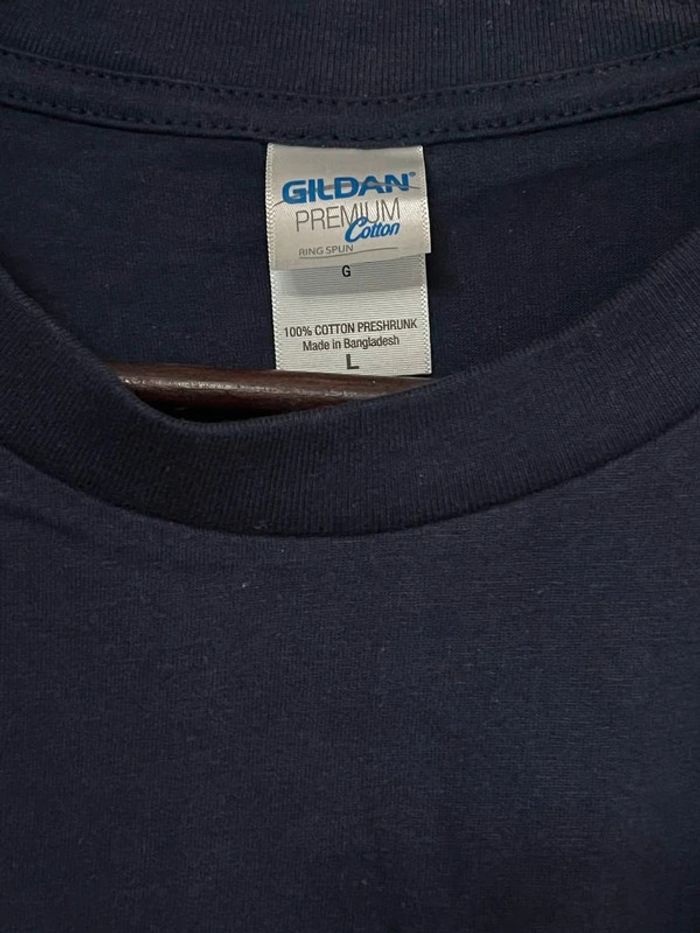 GILDAN®
PREMIUM
Cotton
RING SPUN
G
100% COTTON PRESHRUNK
Made in Bangladesh
L